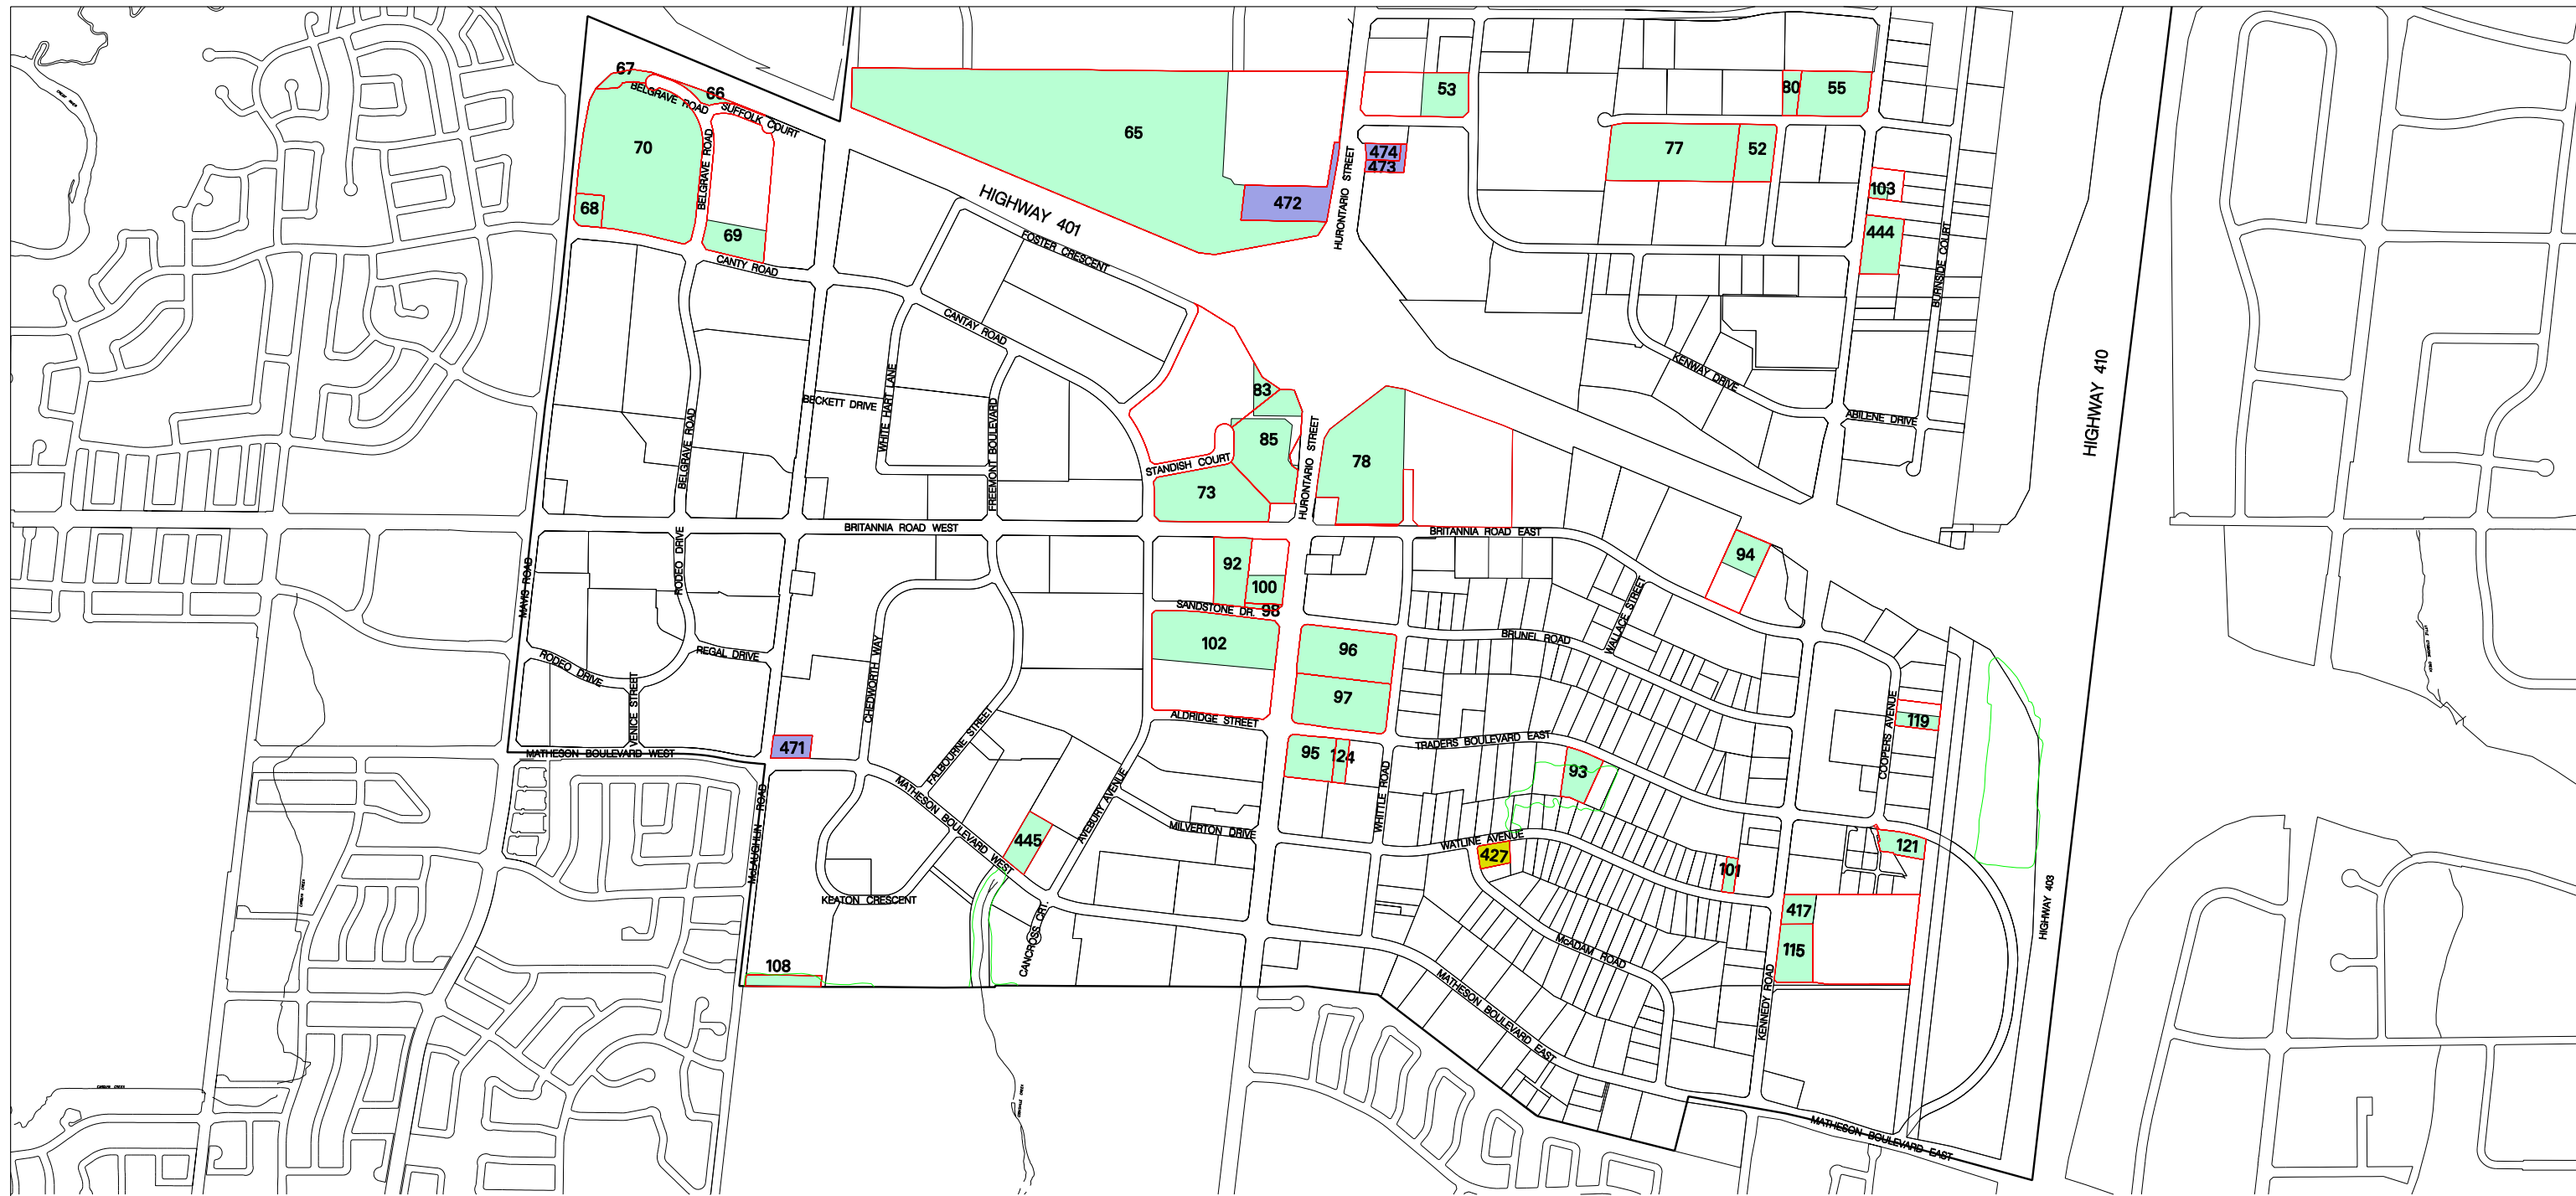 67
66
BELGRAVE ROAD
SUFFOLK COURT
65
53
80
55
70
BELGRAVE ROAD
77
52
474
473
HURONTARIO STREET
103
68
472
HIGHWAY 401
69
444
CANTY ROAD
FOSTER CRESCENT
BURNSIDE COURT
CANTAY ROAD
KENWAY DRIVE
HIGHWAY 410
83
BECKETT DRIVE
WHITE HART LANE
FREEMONT BOULEVARD
ABILENE DRIVE
85
BELGRAVE ROAD
STANDISH COURT
HURONTARIO STREET
78
73
BRITANNIA ROAD WEST
BRITANNIA ROAD EAST
94
MAVIS ROAD
RODEO DRIVE
92
100
SANDSTONE DR.
98
WALLACE STREET
BRUNEL ROAD
102
96
RODEO DRIVE
REGAL DRIVE
CHEDWORTH WAY
97
VENICE STREET
ALDRIDGE STREET
COOPERS AVENUE
119
471
MATHESON BOULEVARD WEST
FALBOURNE STREET
TRADERS BOULEVARD EAST
95
124
93
MATHESON BOULEVARD WEST
AVEBURY AVENUE
WHITTLE ROAD
MILVERTON DRIVE
445
WATLINE AVENUE
427
121
McLAUGHLIN ROAD
101
KEATON CRESCENT
417
HIGHWAY 403
CANCROSS CRT.
McADAM ROAD
115
108
KENNEDY ROAD
MATHESON BOULEVARD EAST
MATHESON BOULEVARD EAST